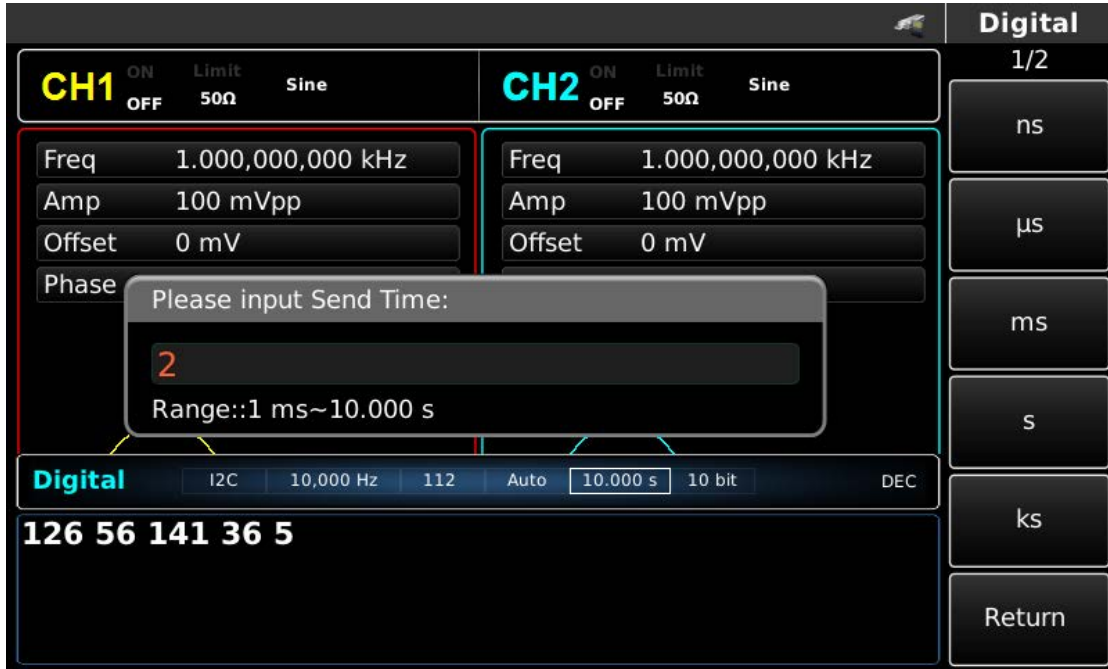 Digital
1/2
CH1 ON OFF Limit 50Ω Sine
CH2 ON OFF Limit 50Ω Sine
Freq 1.000,000,000 kHz
Amp 100 mVpp
Offset 0 mV
Phase
Freq 1.000,000,000 kHz
Amp 100 mVpp
Offset 0 mV
Please input Send Time:
2
Range::1 ms~10.000 s
Digital I2C 10,000 Hz 112 Auto 10.000 s 10 bit DEC
126 56 141 36 5
ns
µs
ms
s
ks
Return